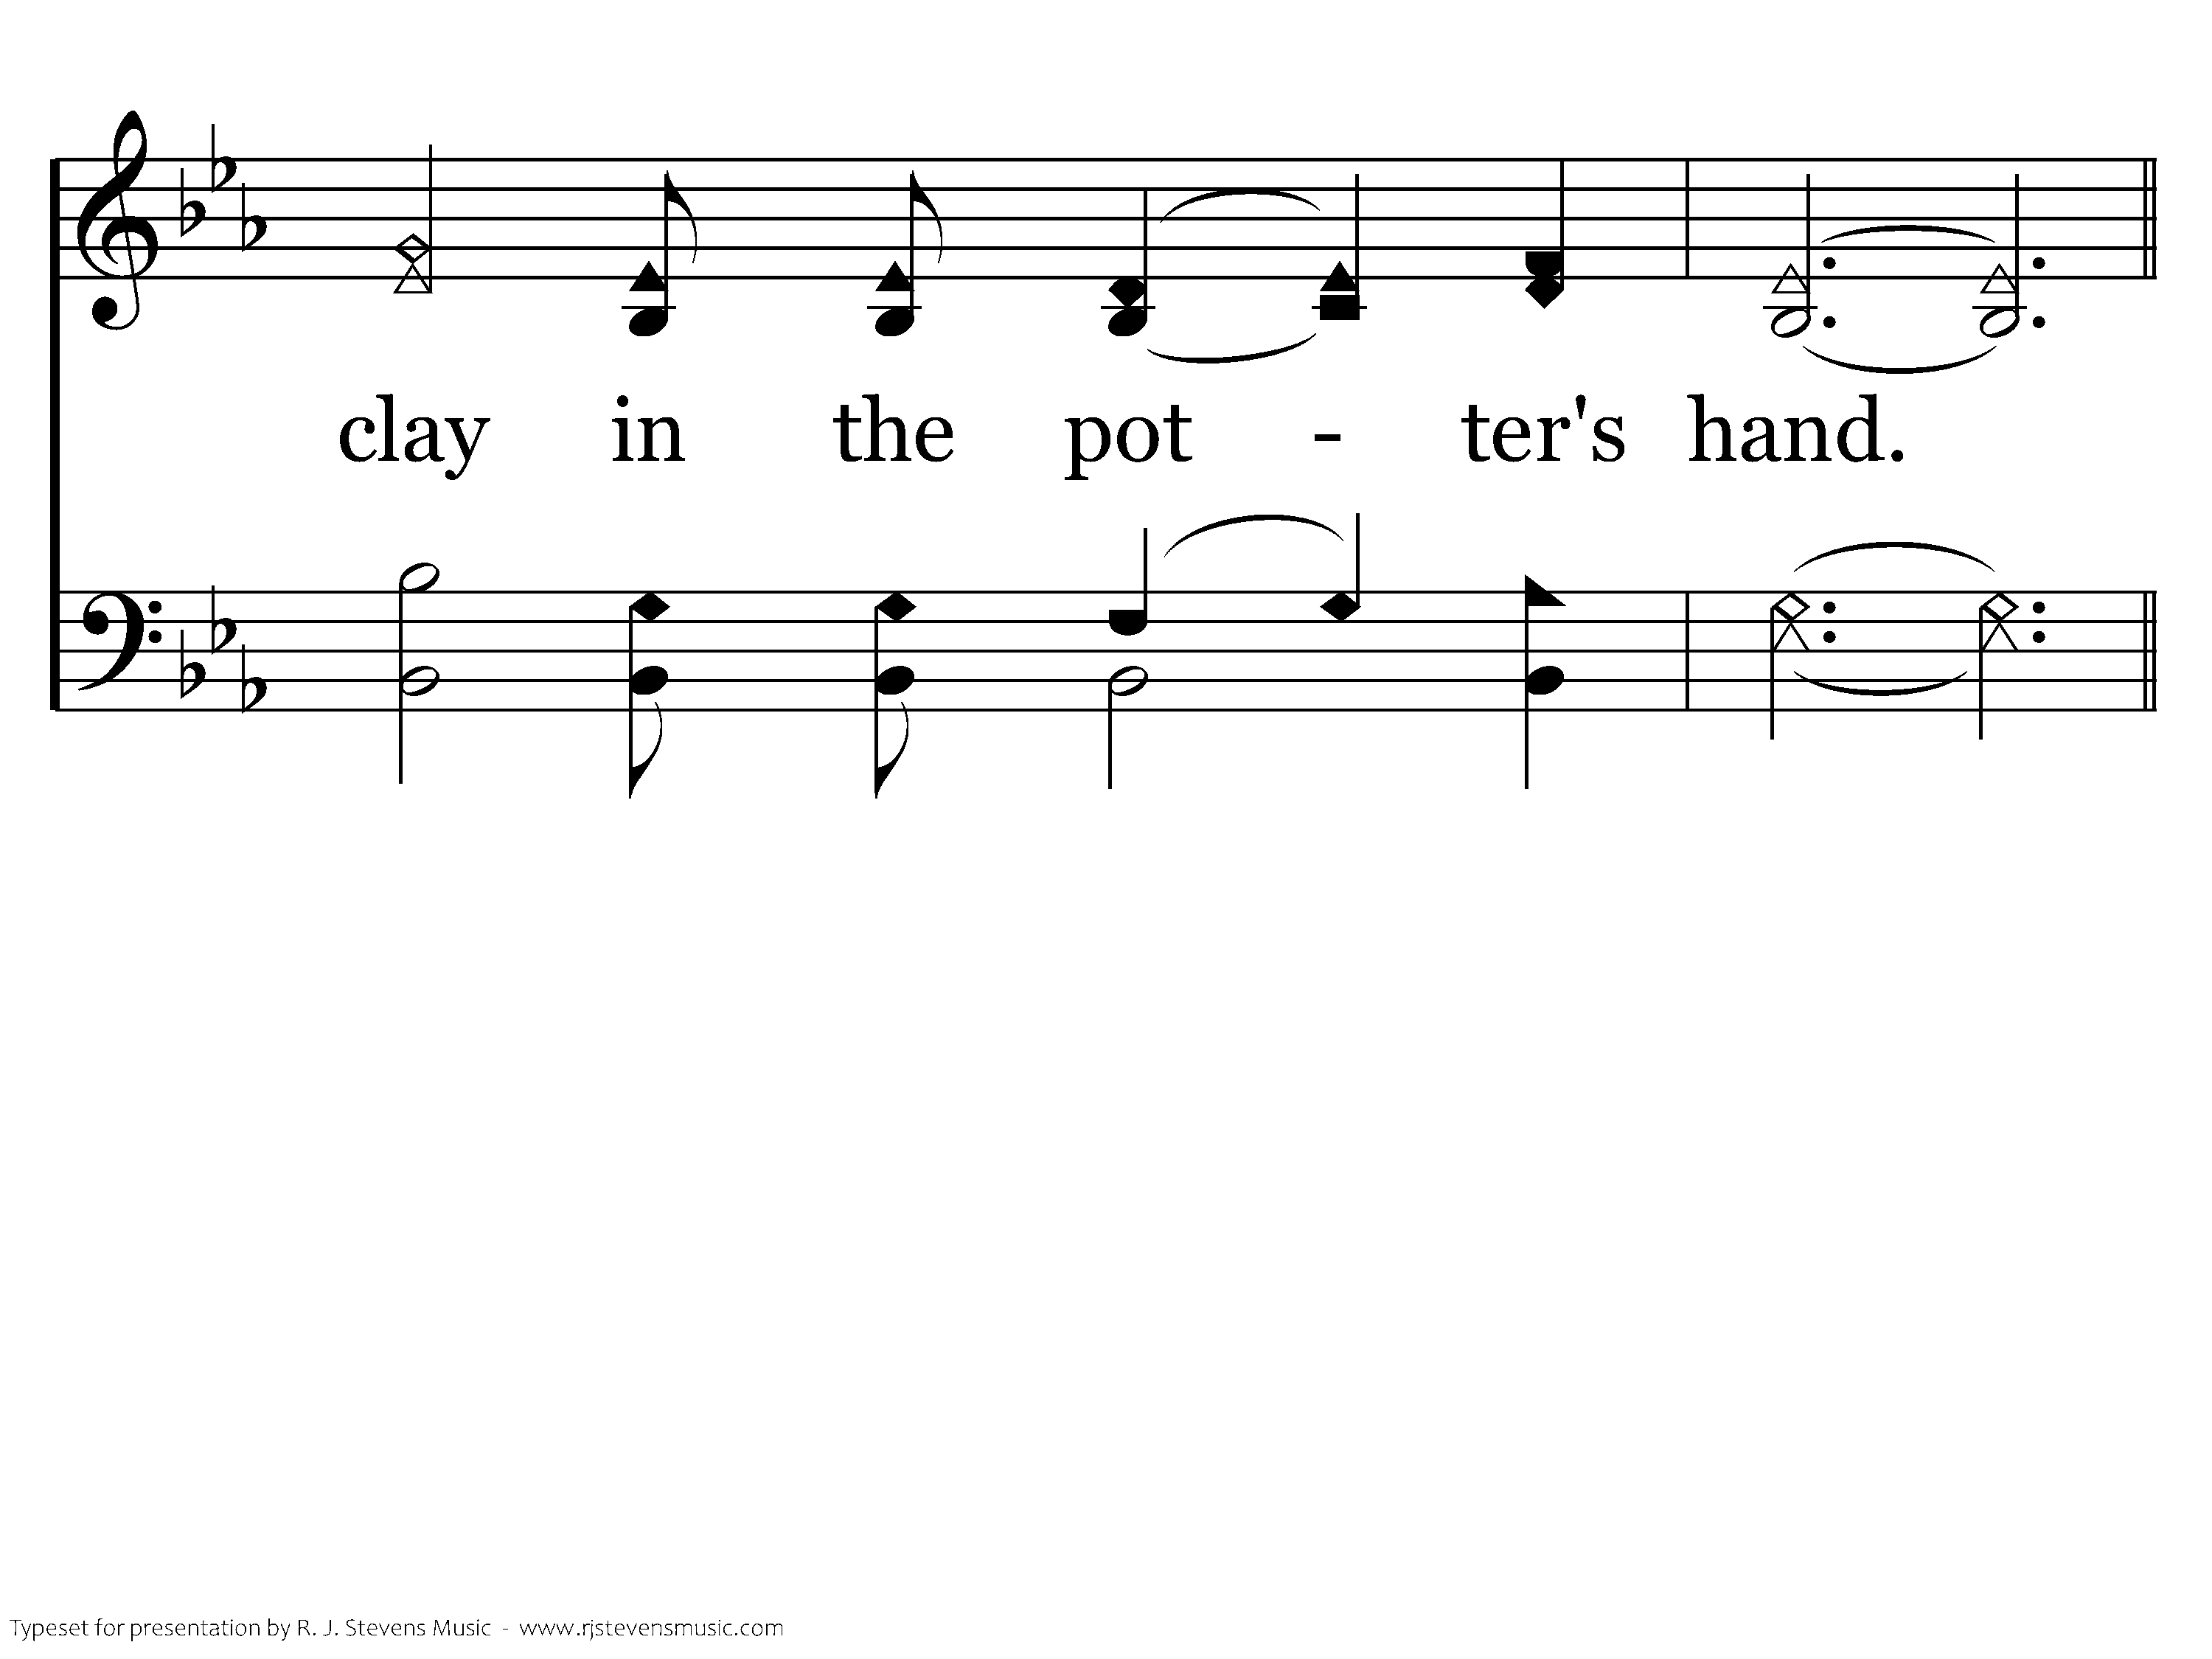 clay in the pot - ter's hand.
Typeset for presentation by R. J. Stevens Music - www.rjstevensmusic.com